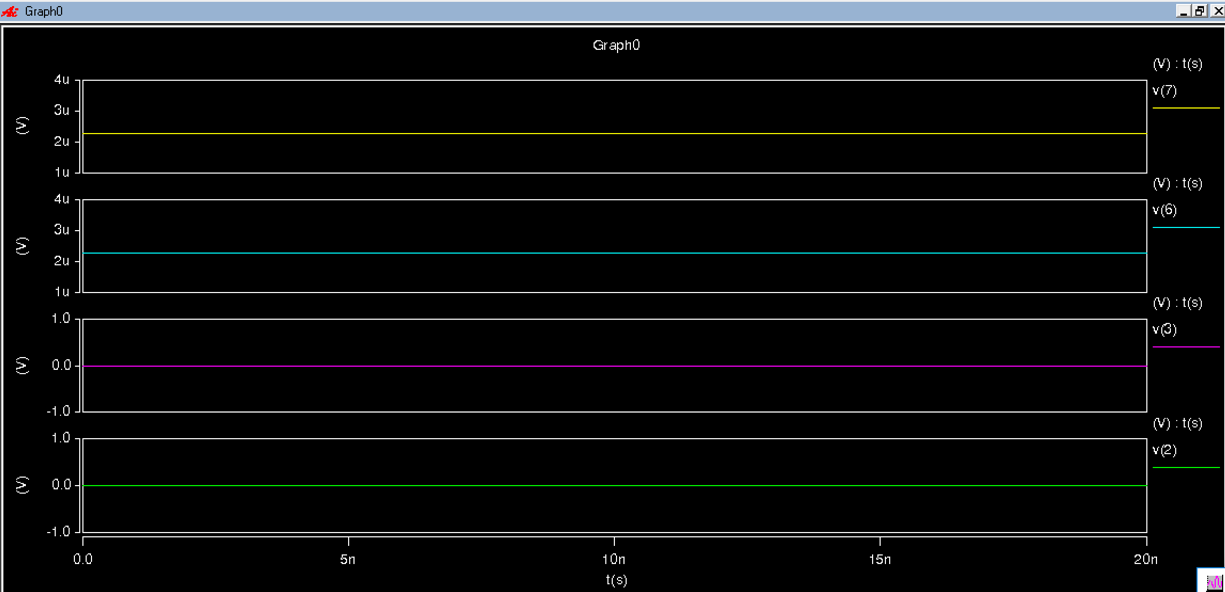 Graph0
Graph0
(V) : t(s)
v(7)
4u
3u
2u
1u
(V)
(V) : t(s)
v(6)
4u
3u
2u
1u
(V)
(V) : t(s)
v(3)
1.0
0.0
-1.0
(V)
(V) : t(s)
v(2)
1.0
0.0
-1.0
(V)
0.0 5n 10n 15n 20n
t(s)